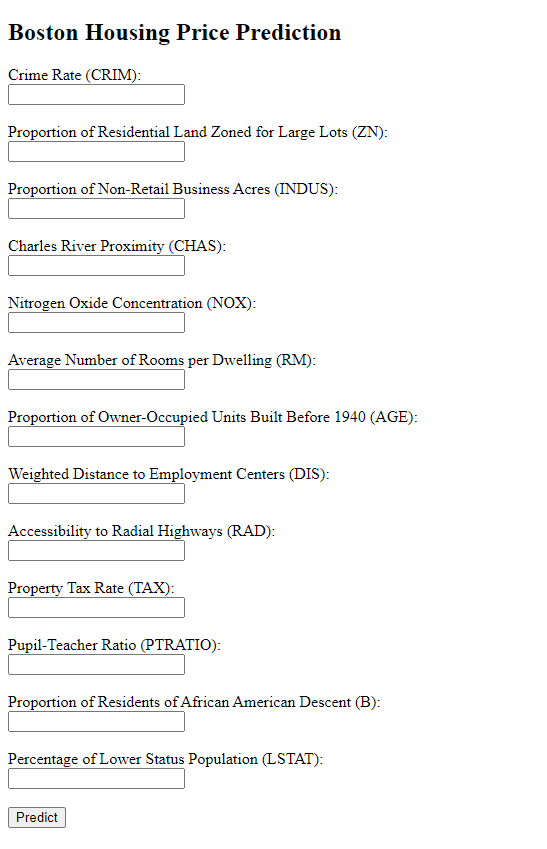 Boston Housing Price Prediction
Crime Rate (CRIM):
Proportion of Residential Land Zoned for Large Lots (ZN):
Proportion of Non-Retail Business Acres (INDUS):
Charles River Proximity (CHAS):
Nitrogen Oxide Concentration (NOX):
Average Number of Rooms per Dwelling (RM):
Proportion of Owner-Occupied Units Built Before 1940 (AGE):
Weighted Distance to Employment Centers (DIS):
Accessibility to Radial Highways (RAD):
Property Tax Rate (TAX):
Pupil-Teacher Ratio (PTRATIO):
Proportion of Residents of African American Descent (B):
Percentage of Lower Status Population (LSTAT):
Predict